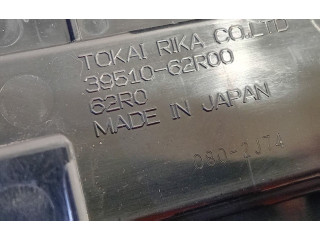 TOKAI RIKA CO.LTD
39510-62R00
62R0
MADE IN JAPAN